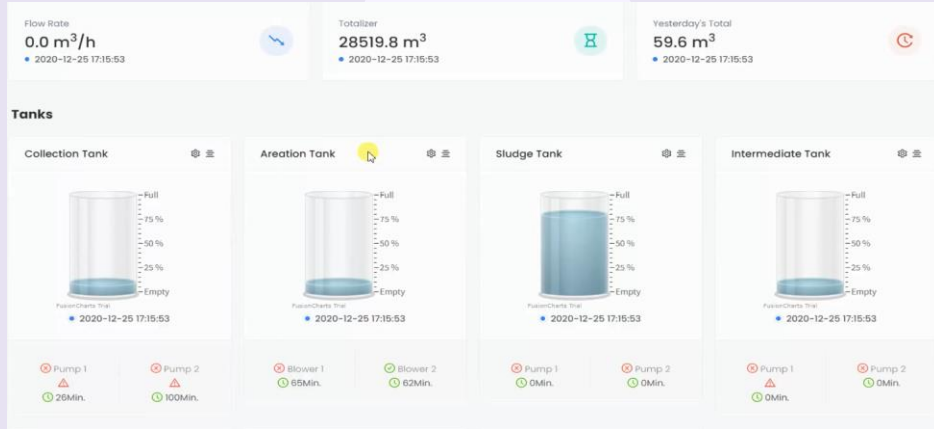 Flow Rate
0.0 m³/h
2020-12-25 17:15:53
Totalizer
28519.8 m³
2020-12-25 17:15:53
Yesterday's Total
59.6 m³
2020-12-25 17:15:53
Tanks
Collection Tank
Full
75 %
50 %
25 %
Empty
FusionCharts Trial
2020-12-25 17:15:53
Pump 1
26Min.
Pump 2
100Min.
Areation Tank
Full
75 %
50 %
25 %
Empty
FusionCharts Trial
2020-12-25 17:15:53
Blower 1
65Min.
Blower 2
62Min.
Sludge Tank
Full
75 %
50 %
25 %
Empty
FusionCharts Trial
2020-12-25 17:15:53
Pump 1
0Min.
Pump 2
0Min.
Intermediate Tank
Full
75 %
50 %
25 %
Empty
FusionCharts Trial
2020-12-25 17:15:53
Pump 1
0Min.
Pump 2
0Min.